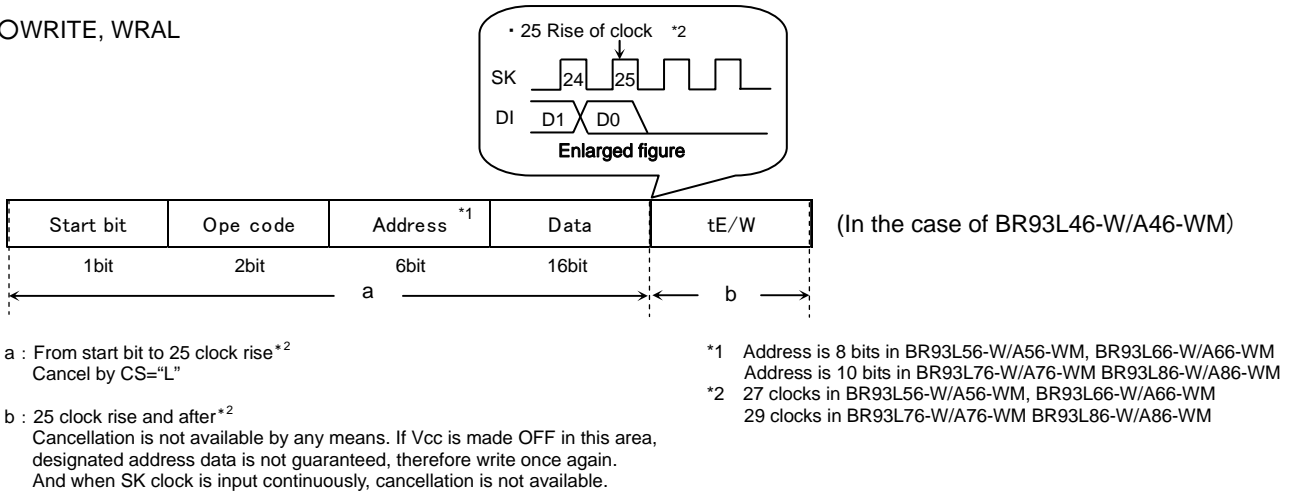 ○WRITE, WRAL
・25 Rise of clock *2
SK 24 25
DI D1 D0
Enlarged figure
Start bit Ope code Address *1 Data tE/W (In the case of BR93L46-W/A46-WM)
1bit 2bit 6bit 16bit
a b
a : From start bit to 25 clock rise*2
Cancel by CS="L"
b : 25 clock rise and after*2
Cancellation is not available by any means. If Vcc is made OFF in this area,
designated address data is not guaranteed, therefore write once again.
And when SK clock is input continuously, cancellation is not available.
*1 Address is 8 bits in BR93L56-W/A56-WM, BR93L66-W/A66-WM
Address is 10 bits in BR93L76-W/A76-WM BR93L86-W/A86-WM
*2 27 clocks in BR93L56-W/A56-WM, BR93L66-W/A66-WM
29 clocks in BR93L76-W/A76-WM BR93L86-W/A86-WM